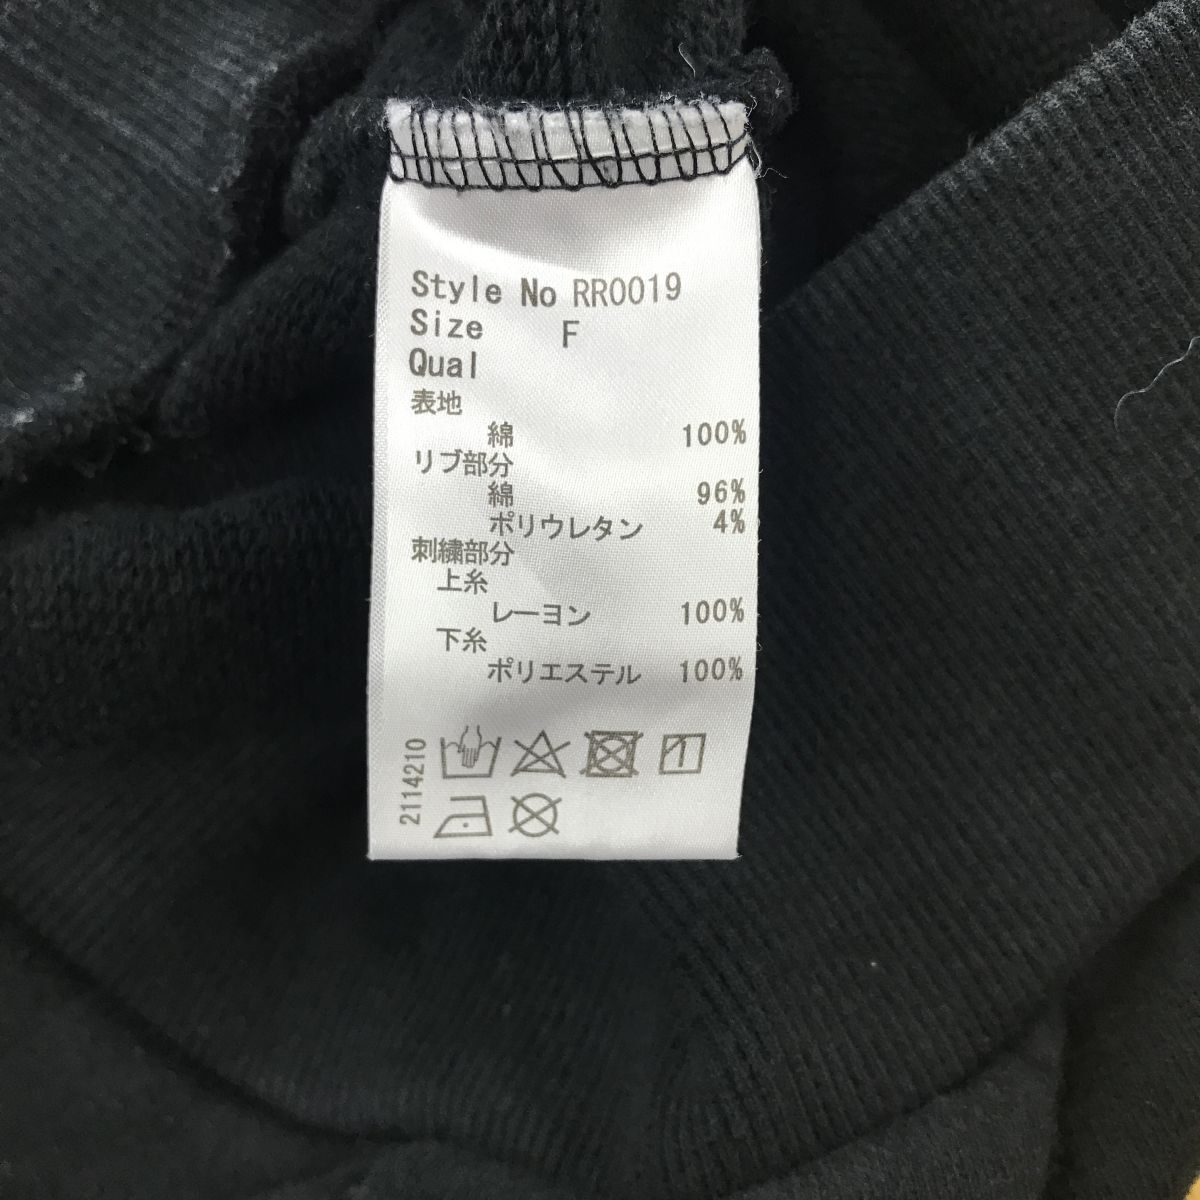 Style No RR0019
Size F
Qual
表地
綿 100%
リブ部分
綿 96%
ポリウレタン 4%
刺繍部分
上糸
レーヨン 100%
下糸
ポリエステル 100%
2114210